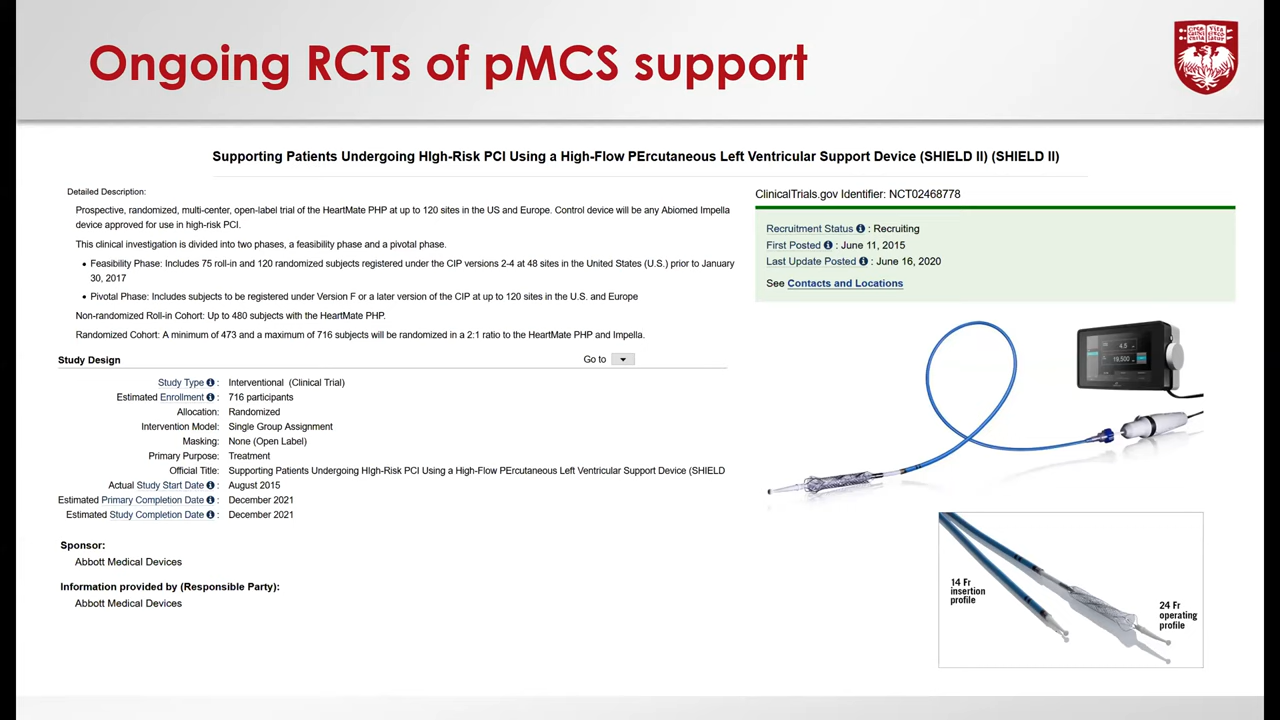 Ongoing RCTs of pMCS support
Supporting Patients Undergoing HIgh-Risk PCI Using a High-Flow PErcutaneous Left Ventricular Support Device (SHIELD II) (SHIELD II)
Detailed Description:
Prospective, randomized, multi-center, open-label trial of the HeartMate PHP at up to 120 sites in the US and Europe. Control device will be any Abiomed Impella
device approved for use in high-risk PCI.
This clinical investigation is divided into two phases, a feasibility phase and a pivotal phase.
• Feasibility Phase: Includes 75 roll-in and 120 randomized subjects registered under the CIP versions 2-4 at 48 sites in the United States (U.S.) prior to January
30, 2017
• Pivotal Phase: Includes subjects to be registered under Version F or a later version of the CIP at up to 120 sites in the U.S. and Europe
Non-randomized Roll-in Cohort: Up to 480 subjects with the HeartMate PHP.
Randomized Cohort: A minimum of 473 and a maximum of 716 subjects will be randomized in a 2:1 ratio to the HeartMate PHP and Impella.
Study Design
Go to
Study Type : Interventional (Clinical Trial)
Estimated Enrollment : 716 participants
Allocation: Randomized
Intervention Model: Single Group Assignment
Masking: None (Open Label)
Primary Purpose: Treatment
Official Title: Supporting Patients Undergoing HIgh-Risk PCI Using a High-Flow PErcutaneous Left Ventricular Support Device (SHIELD
Actual Study Start Date : August 2015
Estimated Primary Completion Date : December 2021
Estimated Study Completion Date : December 2021
Sponsor:
Abbott Medical Devices
Information provided by (Responsible Party):
Abbott Medical Devices
ClinicalTrials.gov Identifier: NCT02468778
Recruitment Status : Recruiting
First Posted : June 11, 2015
Last Update Posted : June 16, 2020
See Contacts and Locations
4.5
19,500
14 Fr
insertion
profile
24 Fr
operating
profile